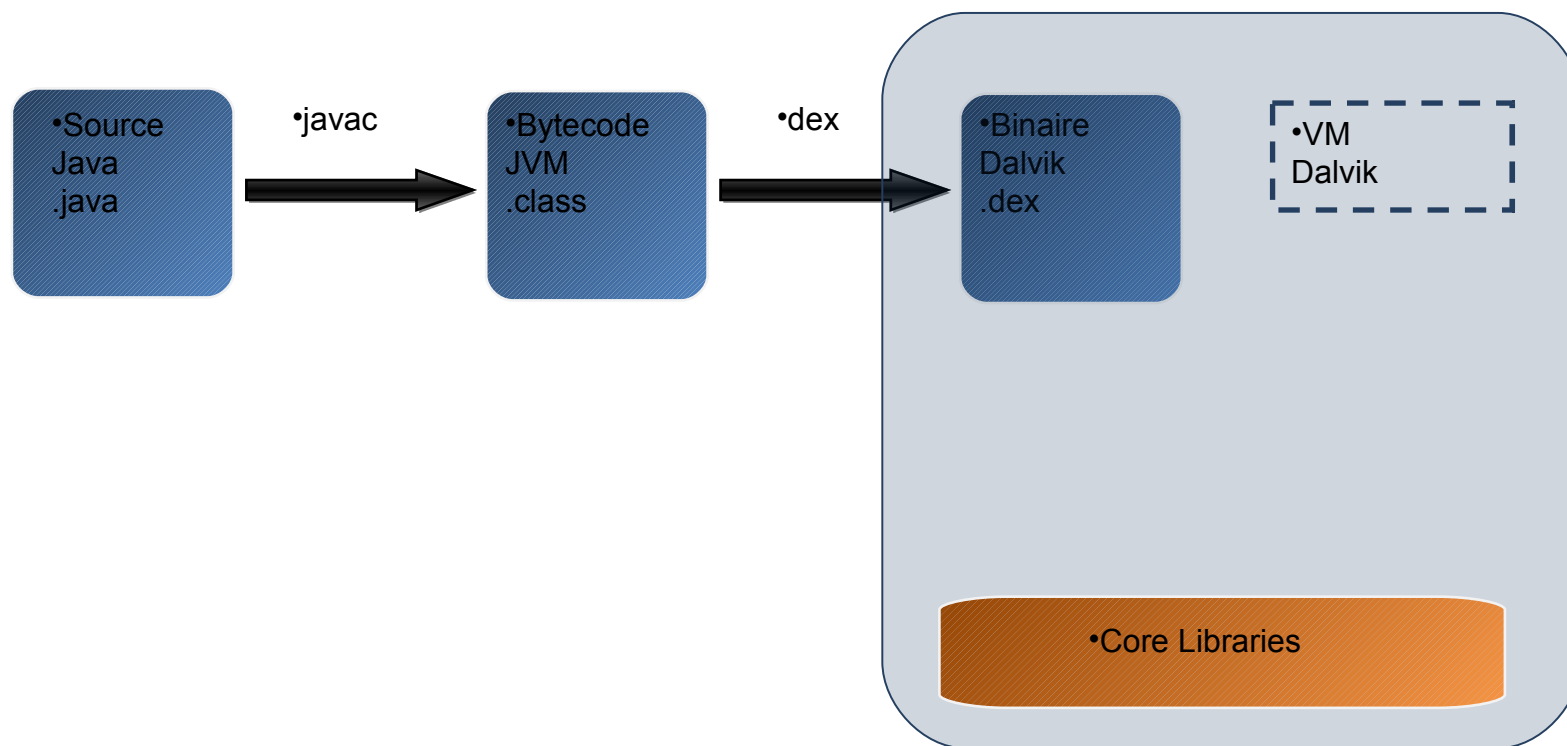 •Source
Java
.java
•javac
•Bytecode
JVM
.class
•dex
•Binaire
Dalvik
.dex
•VM
Dalvik
•Core Libraries